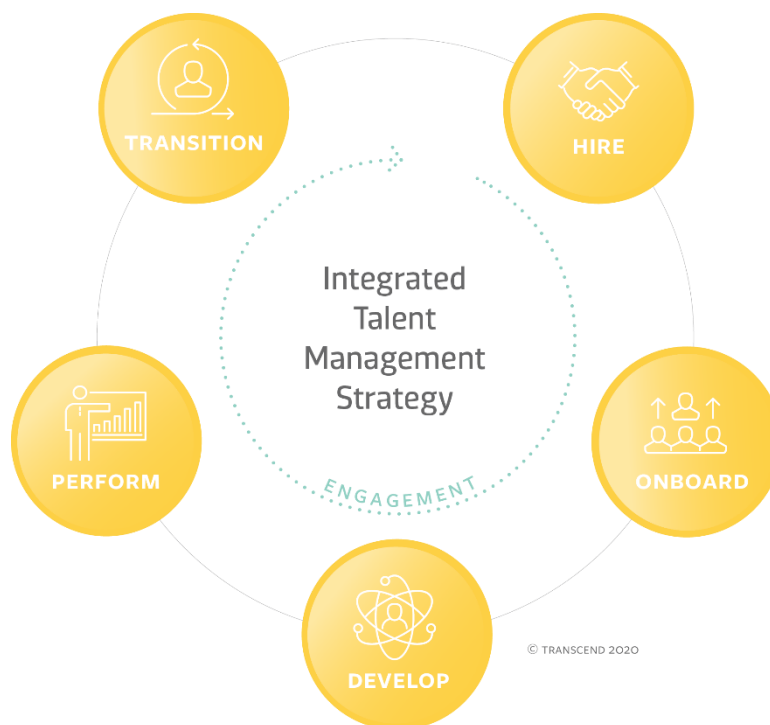 TRANSITION
HIRE
Integrated
Talent
Management
Strategy
PERFORM
ONBOARD
ENGAGEMENT
DEVELOP
© TRANSCEND 2020